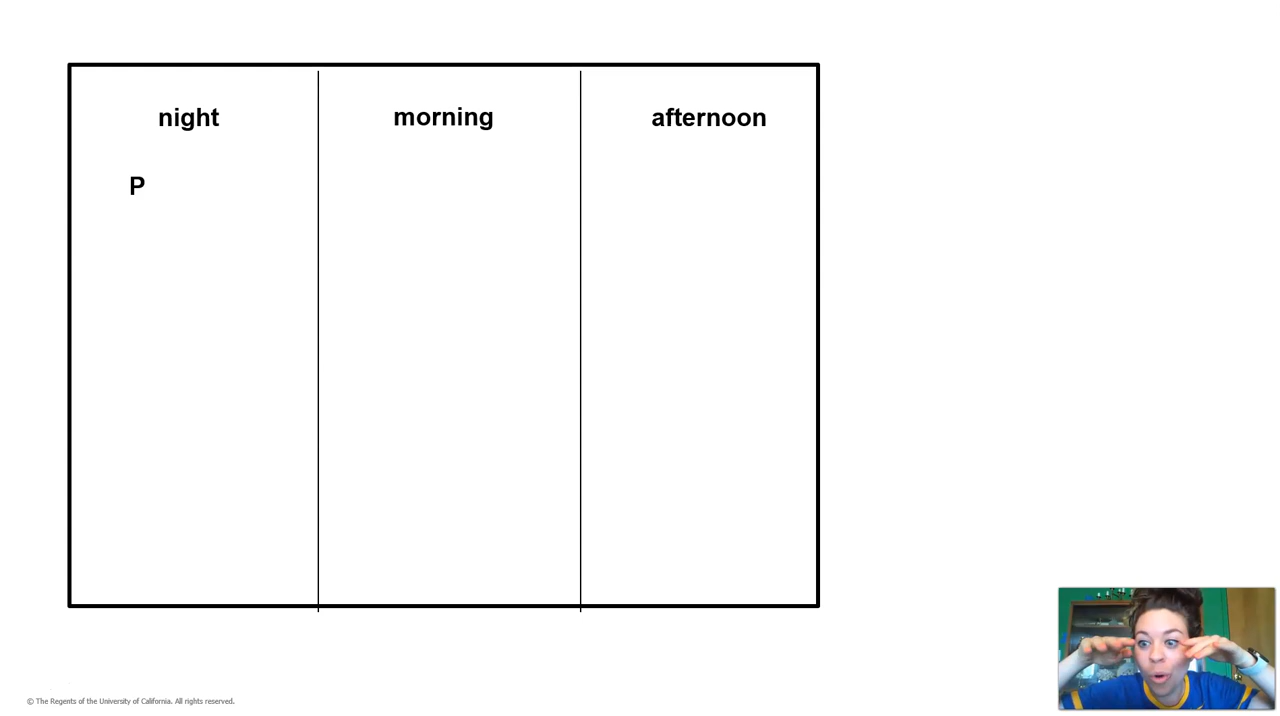 night morning afternoon
P
© The Regents of the University of California. All rights reserved.